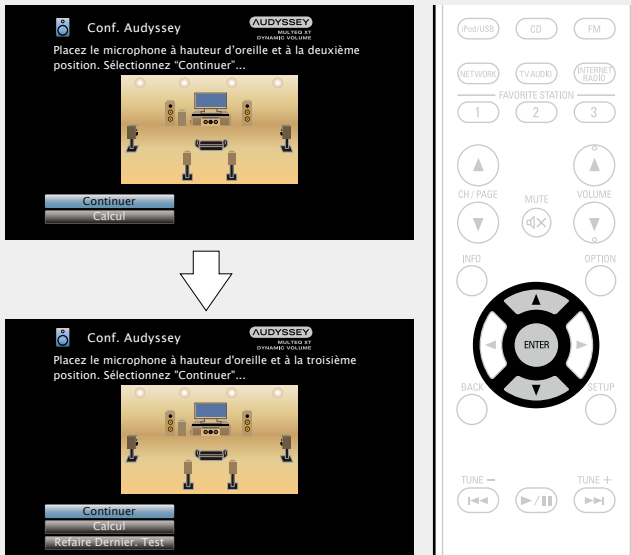 Conf. Audyssey
AUDYSSEY
MULTEQ XT
DYNAMIC VOLUME
Placez le microphone à hauteur d'oreille et à la deuxième
position. Sélectionnez "Continuer"...
Continuer
Calcul
Conf. Audyssey
AUDYSSEY
MULTEQ XT
DYNAMIC VOLUME
Placez le microphone à hauteur d'oreille et à la troisième
position. Sélectionnez "Continuer"...
Continuer
Calcul
Refaire Dernier. Test
iPod/USB CD FM
NETWORK TV AUDIO INTERNET RADIO
FAVORITE STATION
1 2 3
CH / PAGE MUTE VOLUME
INFO OPTION
ENTER
BACK SETUP
TUNE − TUNE +